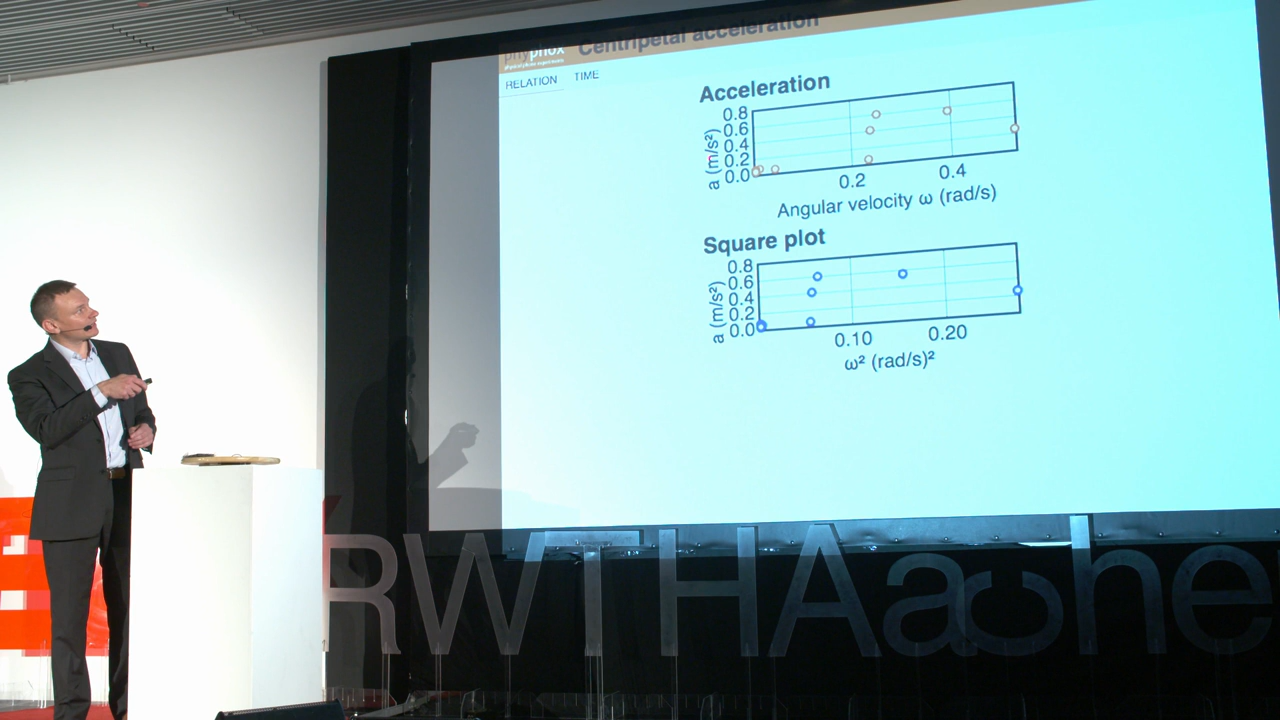 Centripetal acceleration
phyphox
RELATION TIME
Acceleration
0.8
0.6
0.4
0.2
0.0
a (m/s²)
0.2 0.4
Angular velocity ω (rad/s)
Square plot
0.8
0.6
0.4
0.2
0.0
a (m/s²)
0.10 0.20
ω² (rad/s)²
RWTHAache